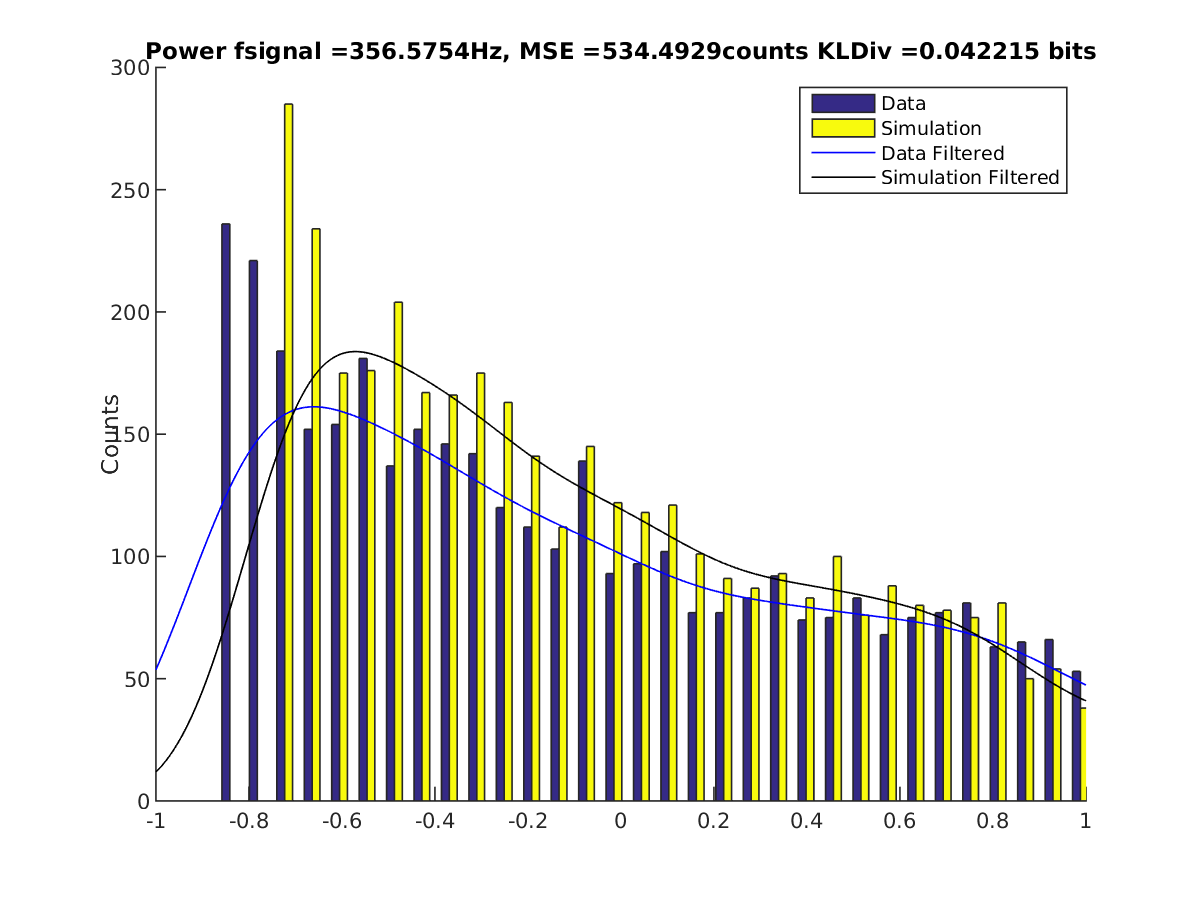 Power fsignal =356.5754Hz, MSE =534.4929counts KLDiv =0.042215 bits
300
250
200
150
100
50
0
Counts
Data
Simulation
Data Filtered
Simulation Filtered
-1 -0.8 -0.6 -0.4 -0.2 0 0.2 0.4 0.6 0.8 1